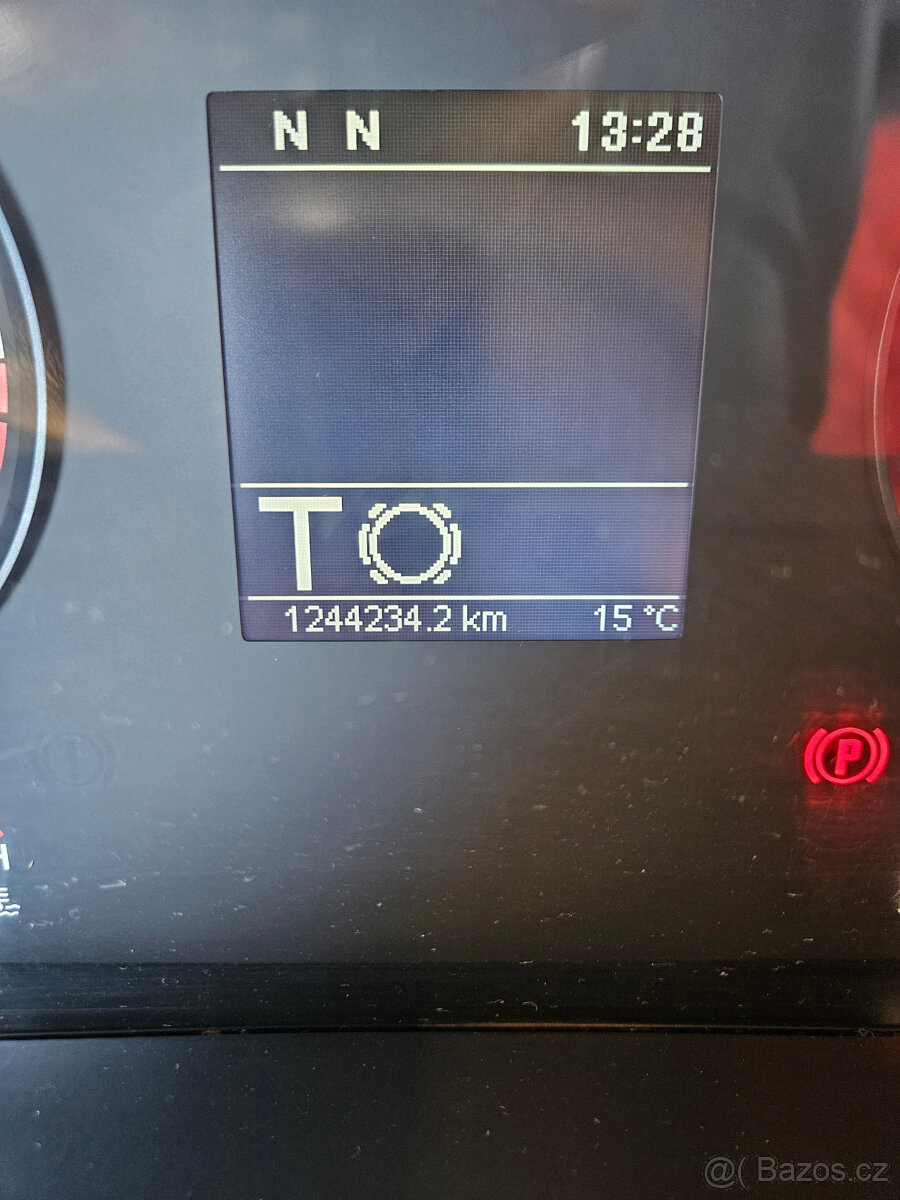 N N 13:28
T
1244234.2 km 15 °C
P
H
@( Bazos.cz